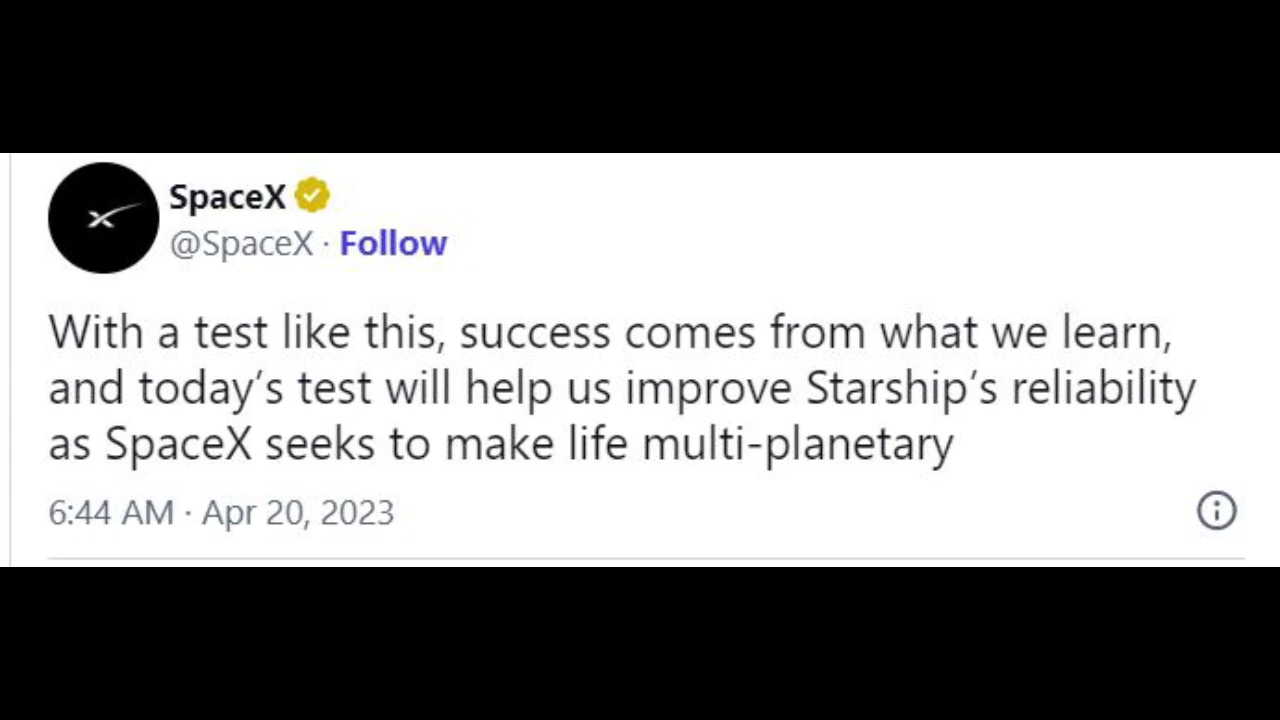 SpaceX
@SpaceX · Follow
With a test like this, success comes from what we learn,
and today’s test will help us improve Starship’s reliability
as SpaceX seeks to make life multi-planetary
6:44 AM · Apr 20, 2023